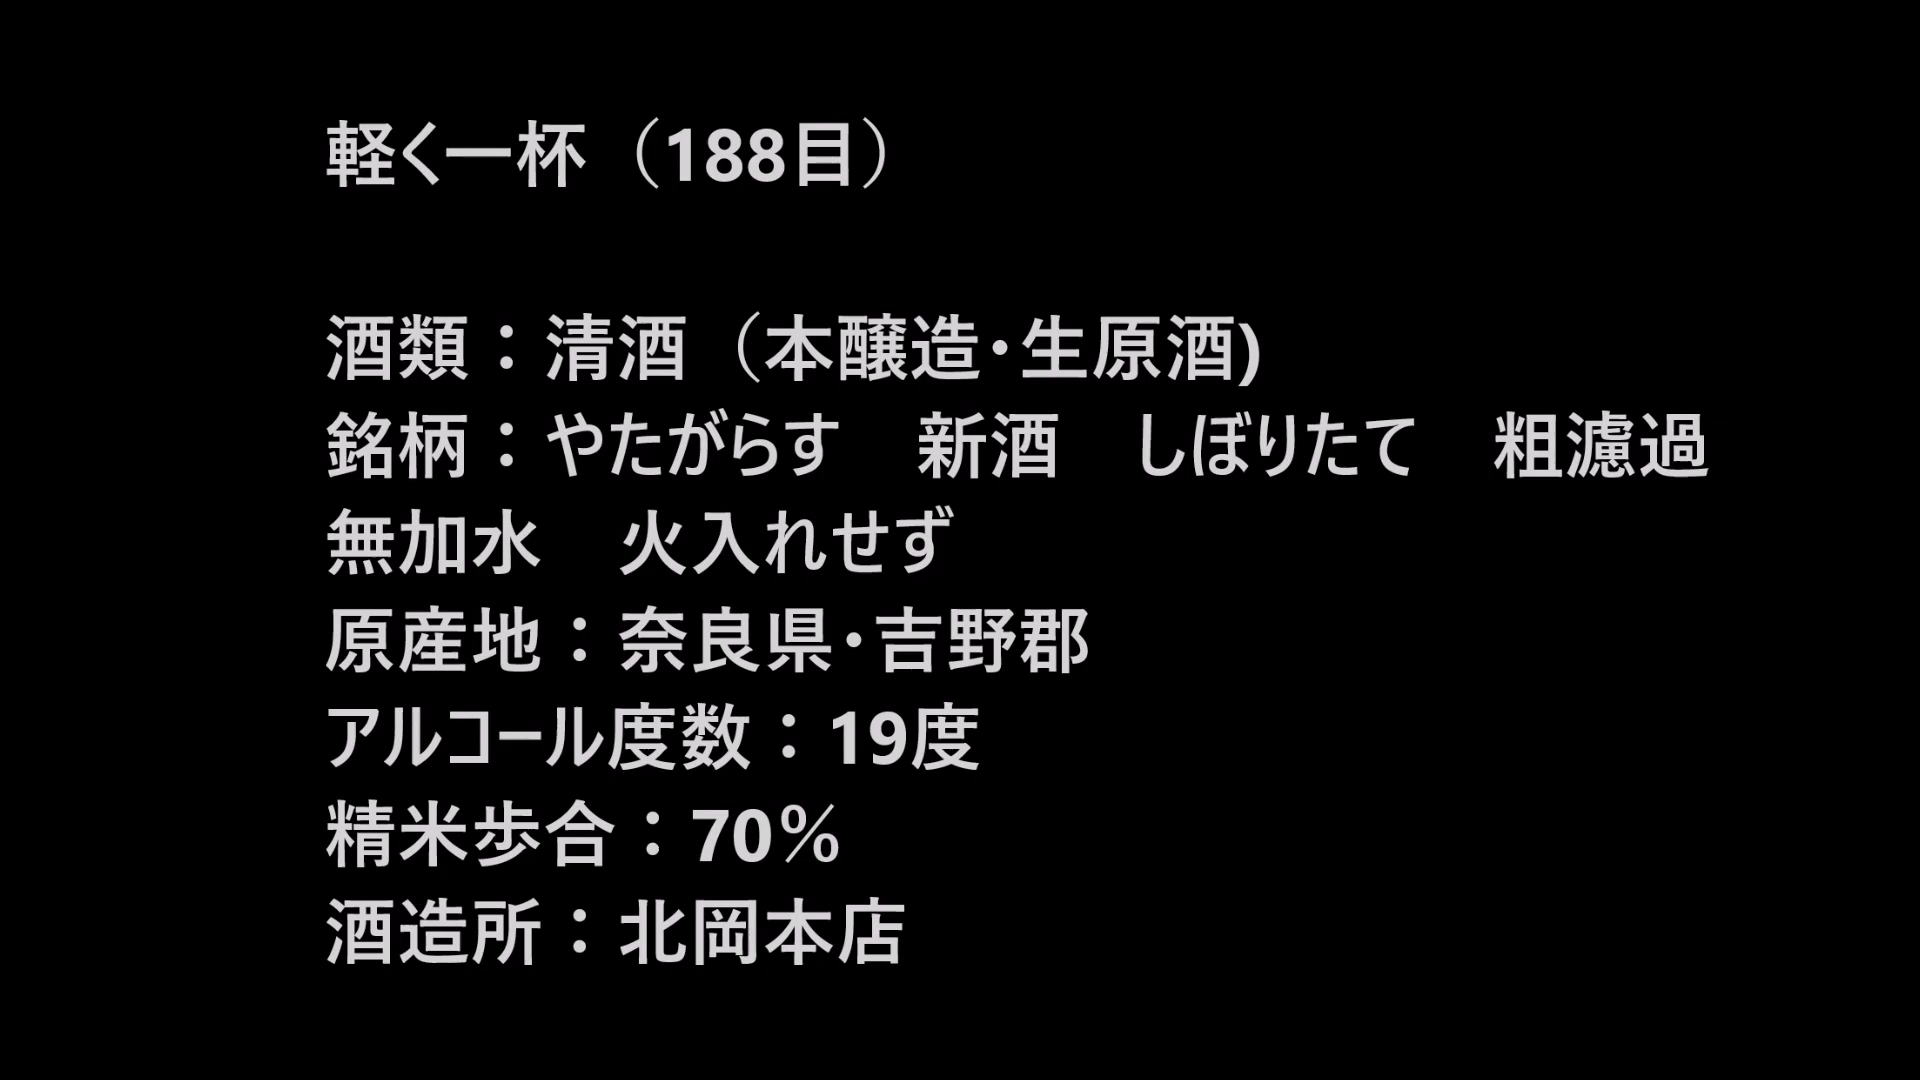 軽く一杯（188目）
酒類：清酒（本醸造・生原酒)
銘柄：やたがらす　新酒　しぼりたて　粗濾過
無加水　火入れせず
原産地：奈良県・吉野郡
アルコール度数：19度
精米歩合：70％
酒造所：北岡本店